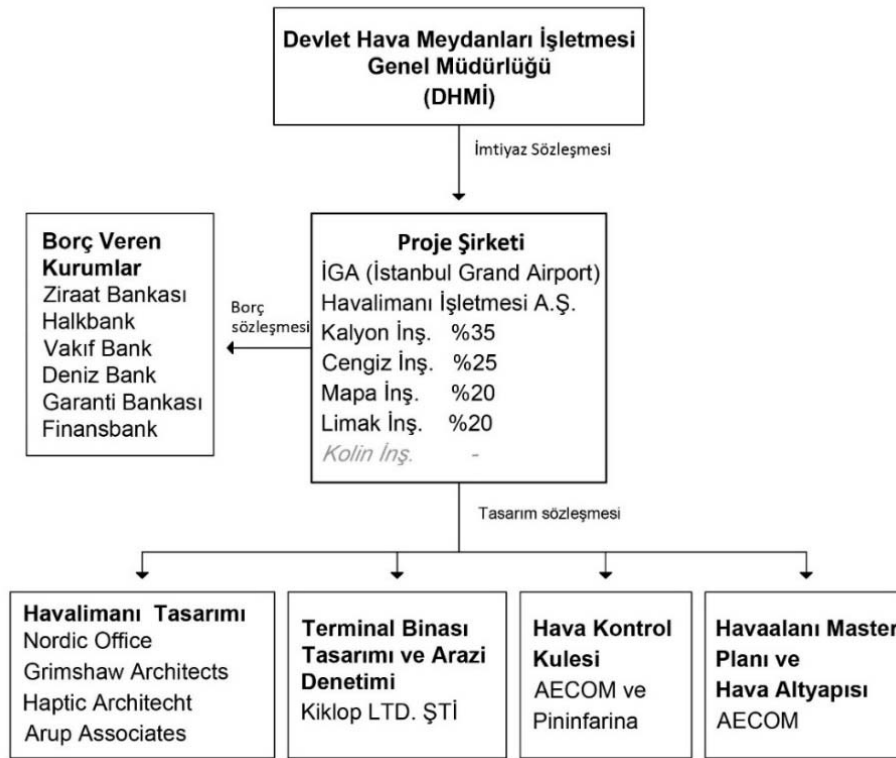 Devlet Hava Meydanları İşletmesi
Genel Müdürlüğü
(DHMİ)
İmtiyaz Sözleşmesi
Borç Veren
Kurumlar
Ziraat Bankası
Halkbank
Vakıf Bank
Deniz Bank
Garanti Bankası
Finansbank
Borç
sözleşmesi
Proje Şirketi
İGA (İstanbul Grand Airport)
Havalimanı İşletmesi A.Ş.
Kalyon İnş. %35
Cengiz İnş. %25
Mapa İnş. %20
Limak İnş. %20
Kolin İnş. -
Tasarım sözleşmesi
Havalimanı Tasarımı
Nordic Office
Grimshaw Architects
Haptic Architecht
Arup Associates
Terminal Binası
Tasarımı ve Arazi
Denetimi
Kiklop LTD. ŞTİ
Hava Kontrol
Kulesi
AECOM ve
Pininfarina
Havaalanı Master
Planı ve
Hava Altyapısı
AECOM